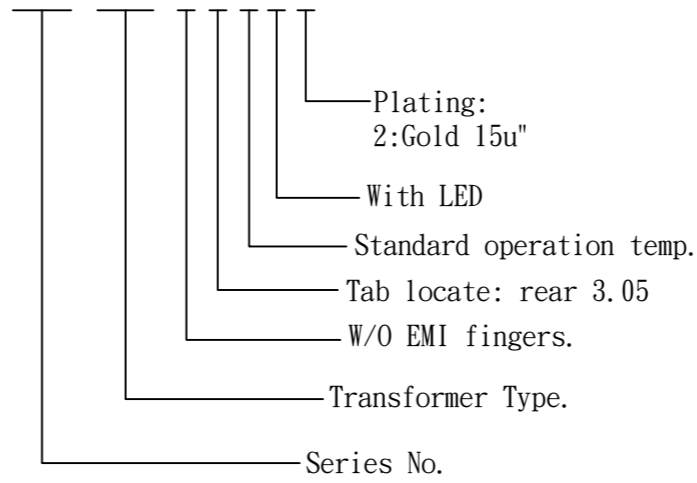 Plating:
2:Gold 15u"
With LED
Standard operation temp.
Tab locate: rear 3.05
W/O EMI fingers.
Transformer Type.
Series No.